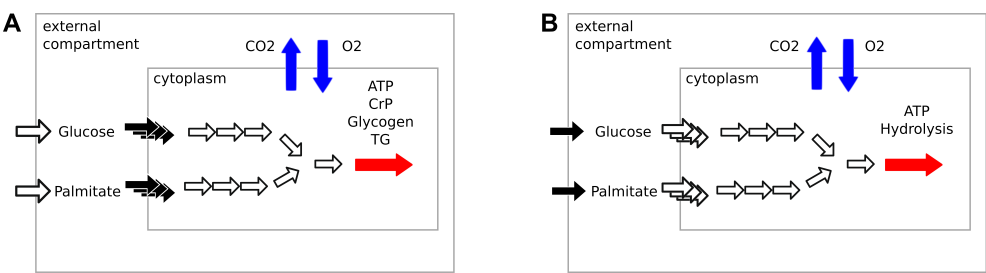 A
external
compartment
CO2
O2
cytoplasm
ATP
CrP
Glycogen
TG
Glucose
Palmitate
B
external
compartment
CO2
O2
cytoplasm
ATP
Hydrolysis
Glucose
Palmitate